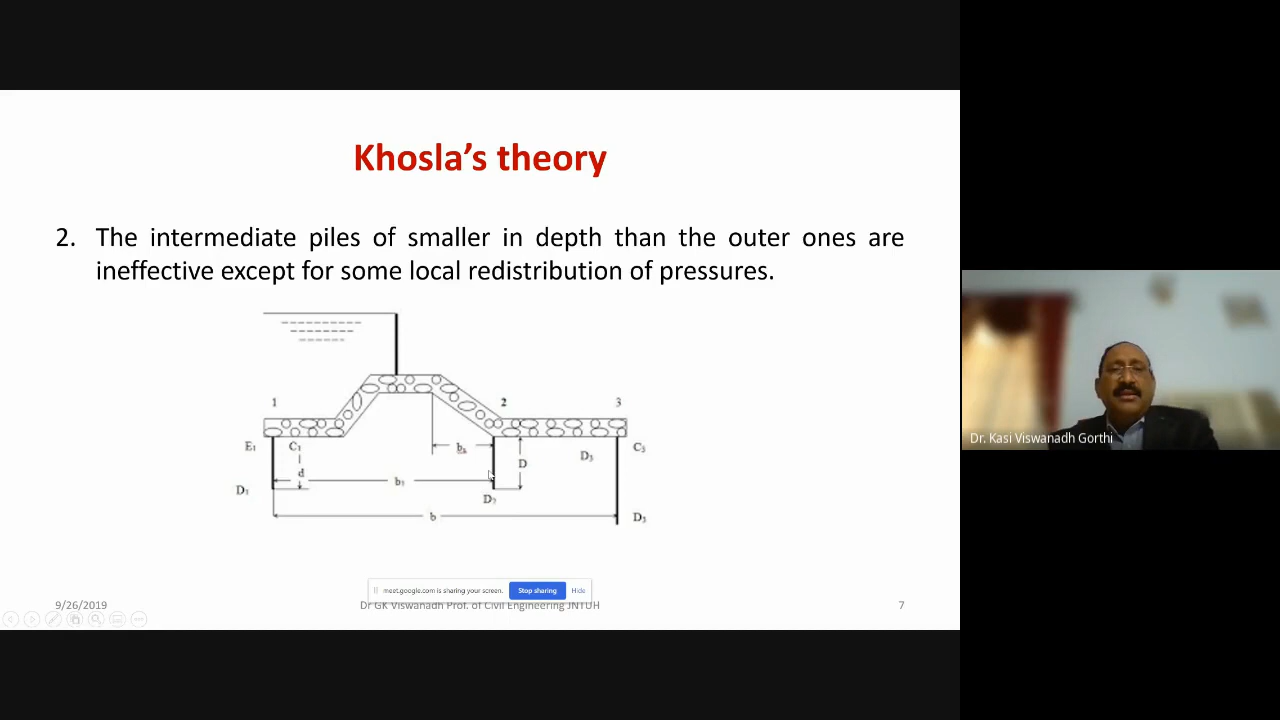 Khosla's theory
2. The intermediate piles of smaller in depth than the outer ones are
ineffective except for some local redistribution of pressures.
1
2
3
E₁
C₁
bₛ
D
D₃
C₅
d
b₁
D₁
D₂
b
D₃
meet.google.com is sharing your screen.
Stop sharing
Hide
9/26/2019
Dr GK Viswanadh Prof. of Civil Engineering JNTUH
7
Dr. Kasi Viswanadh Gorthi